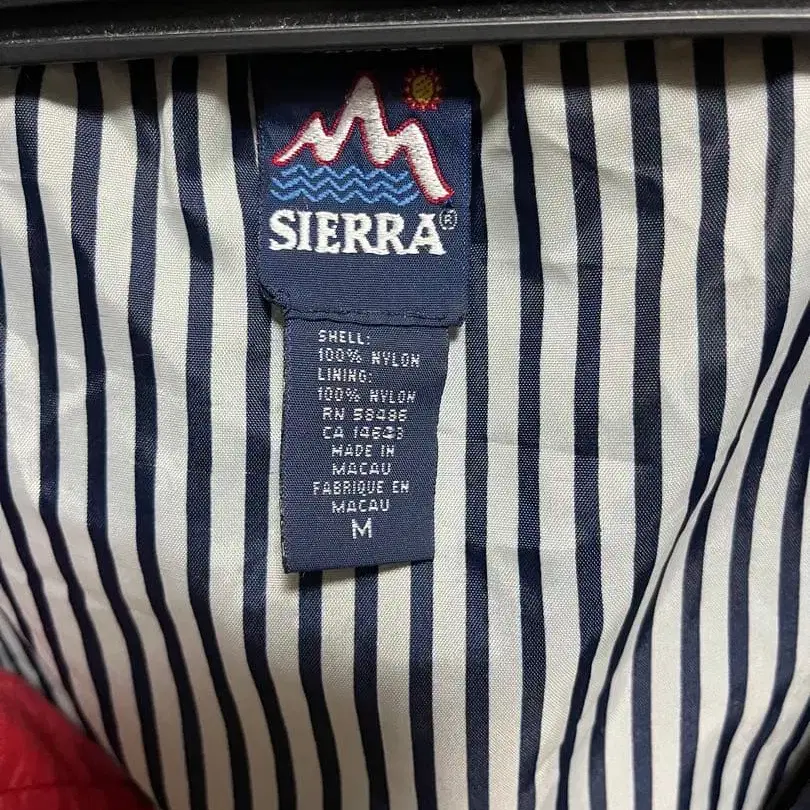 SIERRA®
SHELL:
100% NYLON
LINING:
100% NYLON
RN 58486
CA 14643
MADE IN
MACAU
FABRIQUE EN
MACAU
M